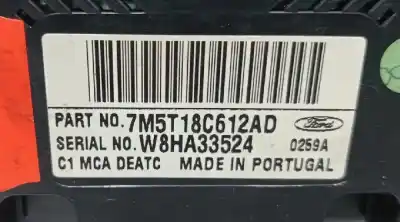 PART NO. 7M5T18C612AD
Ford
SERIAL NO. W8HA33524 0259A
C1 MCA DEATC MADE IN PORTUGAL